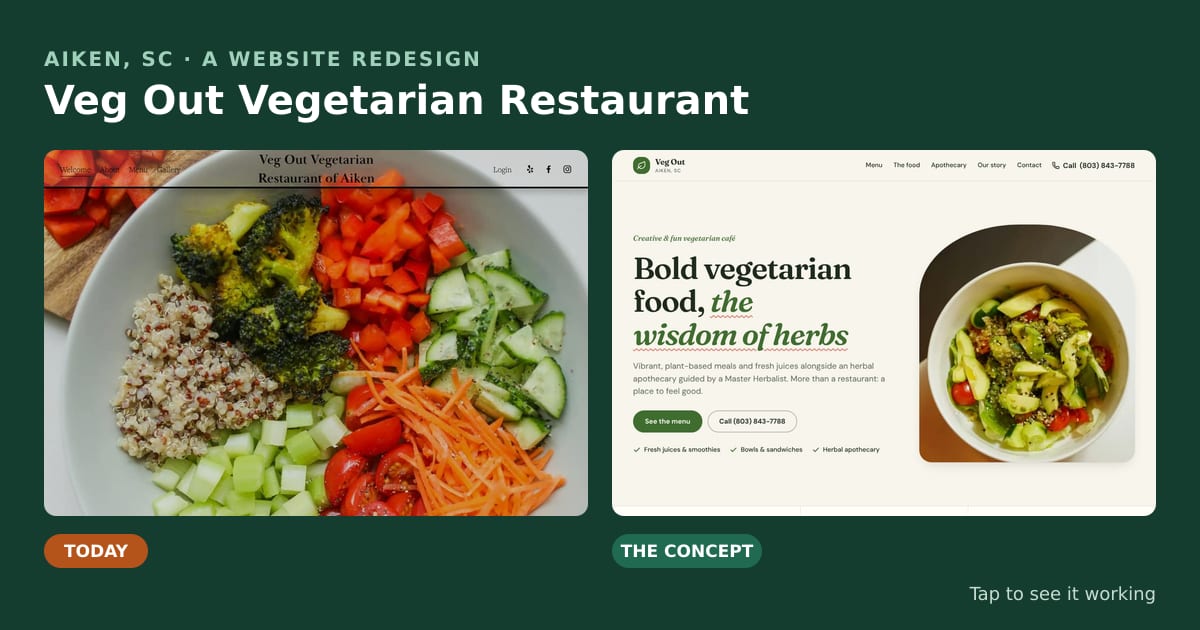 AIKEN, SC · A WEBSITE REDESIGN
Veg Out Vegetarian Restaurant
Veg Out Vegetarian
Restaurant of Aiken
Welcome About Menu Gallery
Login
Veg Out
AIKEN, SC
Menu The food Apothecary Our story Contact Call (803) 843-7788
Creative & fun vegetarian café
Bold vegetarian
food, the
wisdom of herbs
Vibrant, plant-based meals and fresh juices alongside an herbal
apothecary guided by a Master Herbalist. More than a restaurant: a
place to feel good.
See the menu
Call (803) 843-7788
Fresh juices & smoothies Bowls & sandwiches Herbal apothecary
TODAY
THE CONCEPT
Tap to see it working